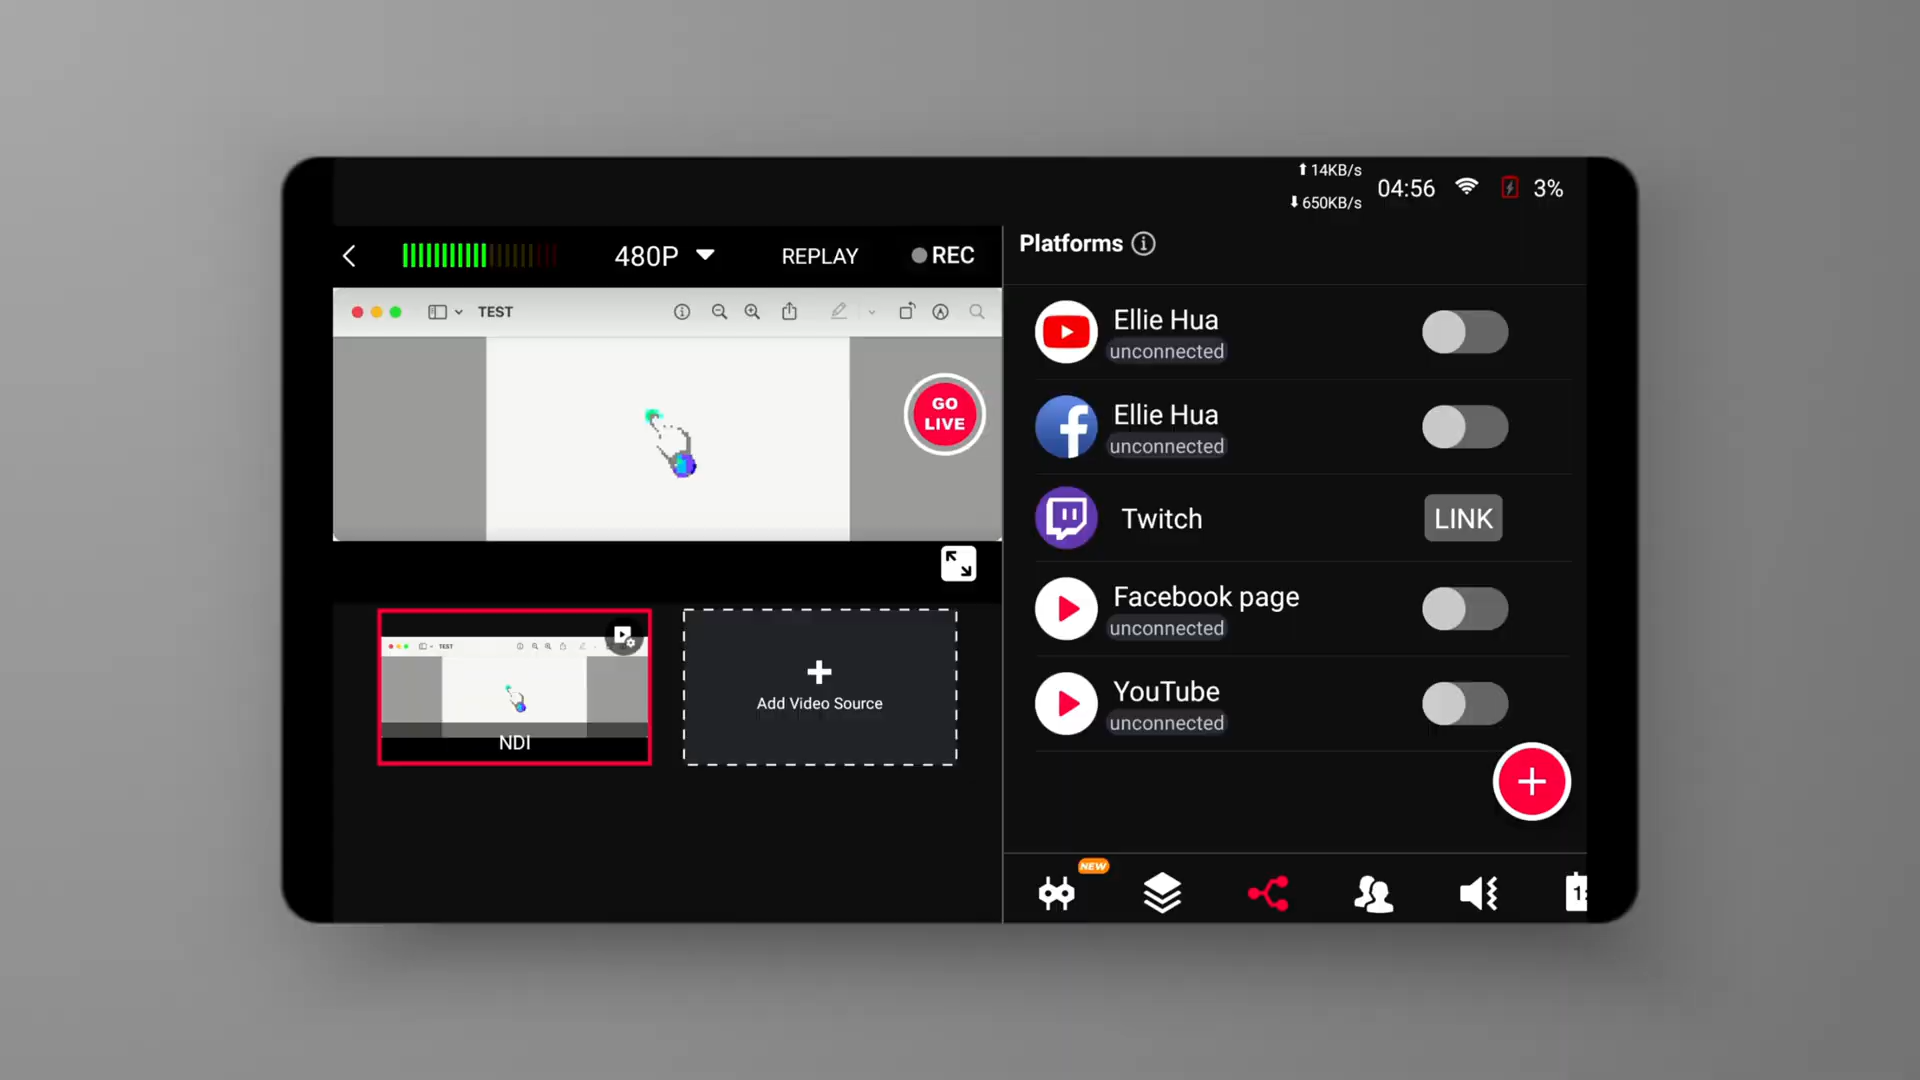 14KB/s
650KB/s
04:56
3%
480P
REPLAY
REC
Platforms
TEST
GO
LIVE
Ellie Hua
unconnected
Ellie Hua
unconnected
Twitch
LINK
Facebook page
unconnected
YouTube
unconnected
TEST
NDI
Add Video Source
NEW